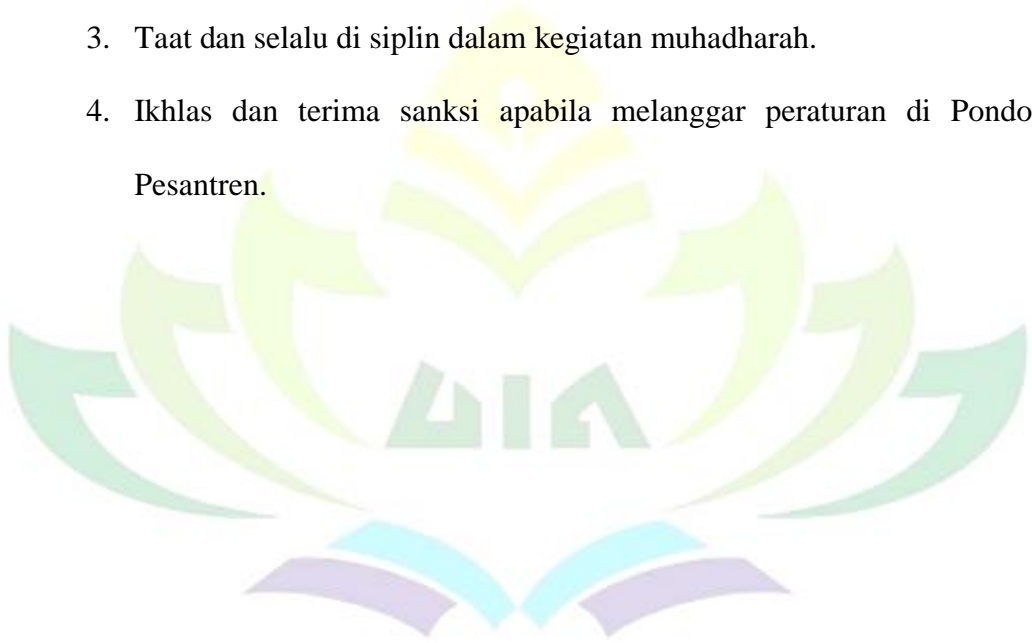 3. Taat dan selalu di siplin dalam kegiatan muhadharah.
4. Ikhlas dan terima sanksi apabila melanggar peraturan di Pondo
Pesantren.
UIN